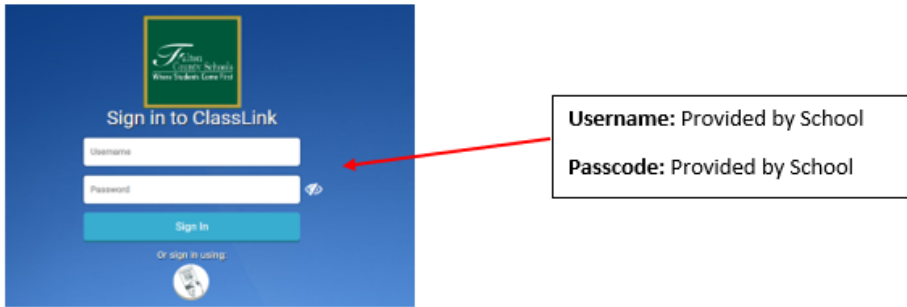 Fulton
County Schools
Where Students Come First
Sign in to ClassLink
Username
Password
Sign In
Or sign in using:
Username: Provided by School
Passcode: Provided by School